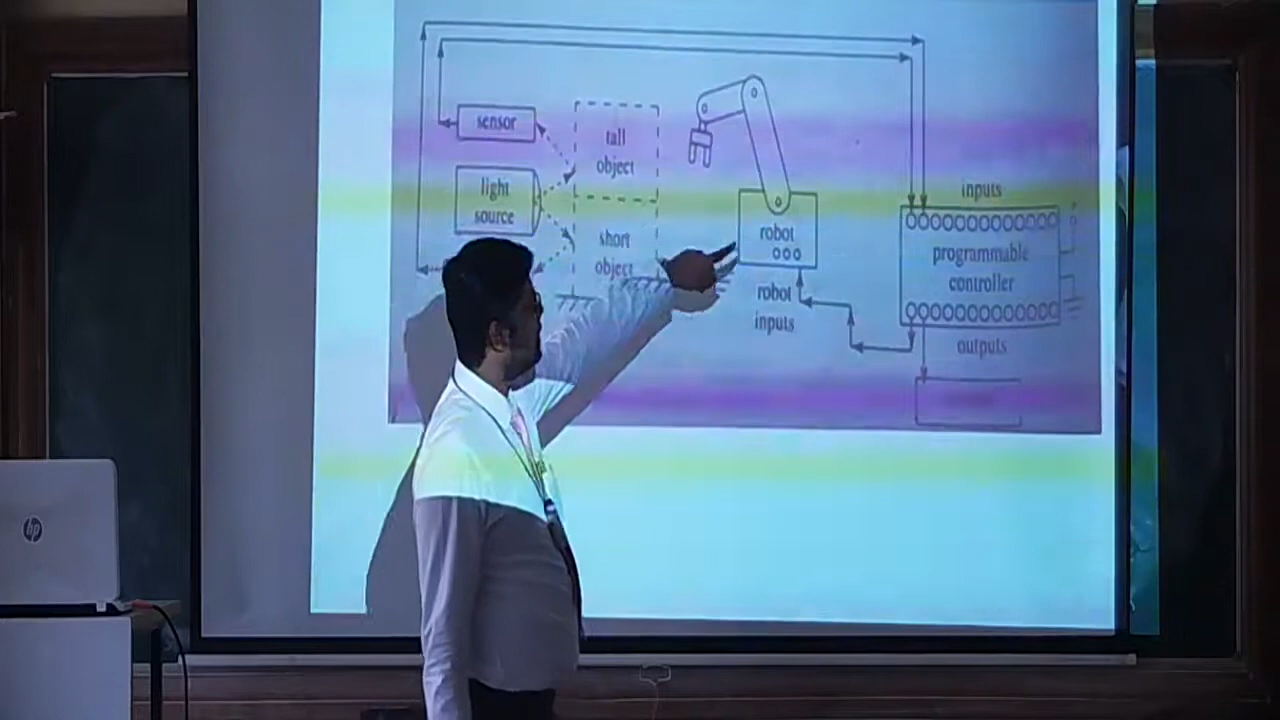 sensor
tall
object
light
source
short
object
robot
robot
inputs
inputs
programmable
controller
outputs
hp